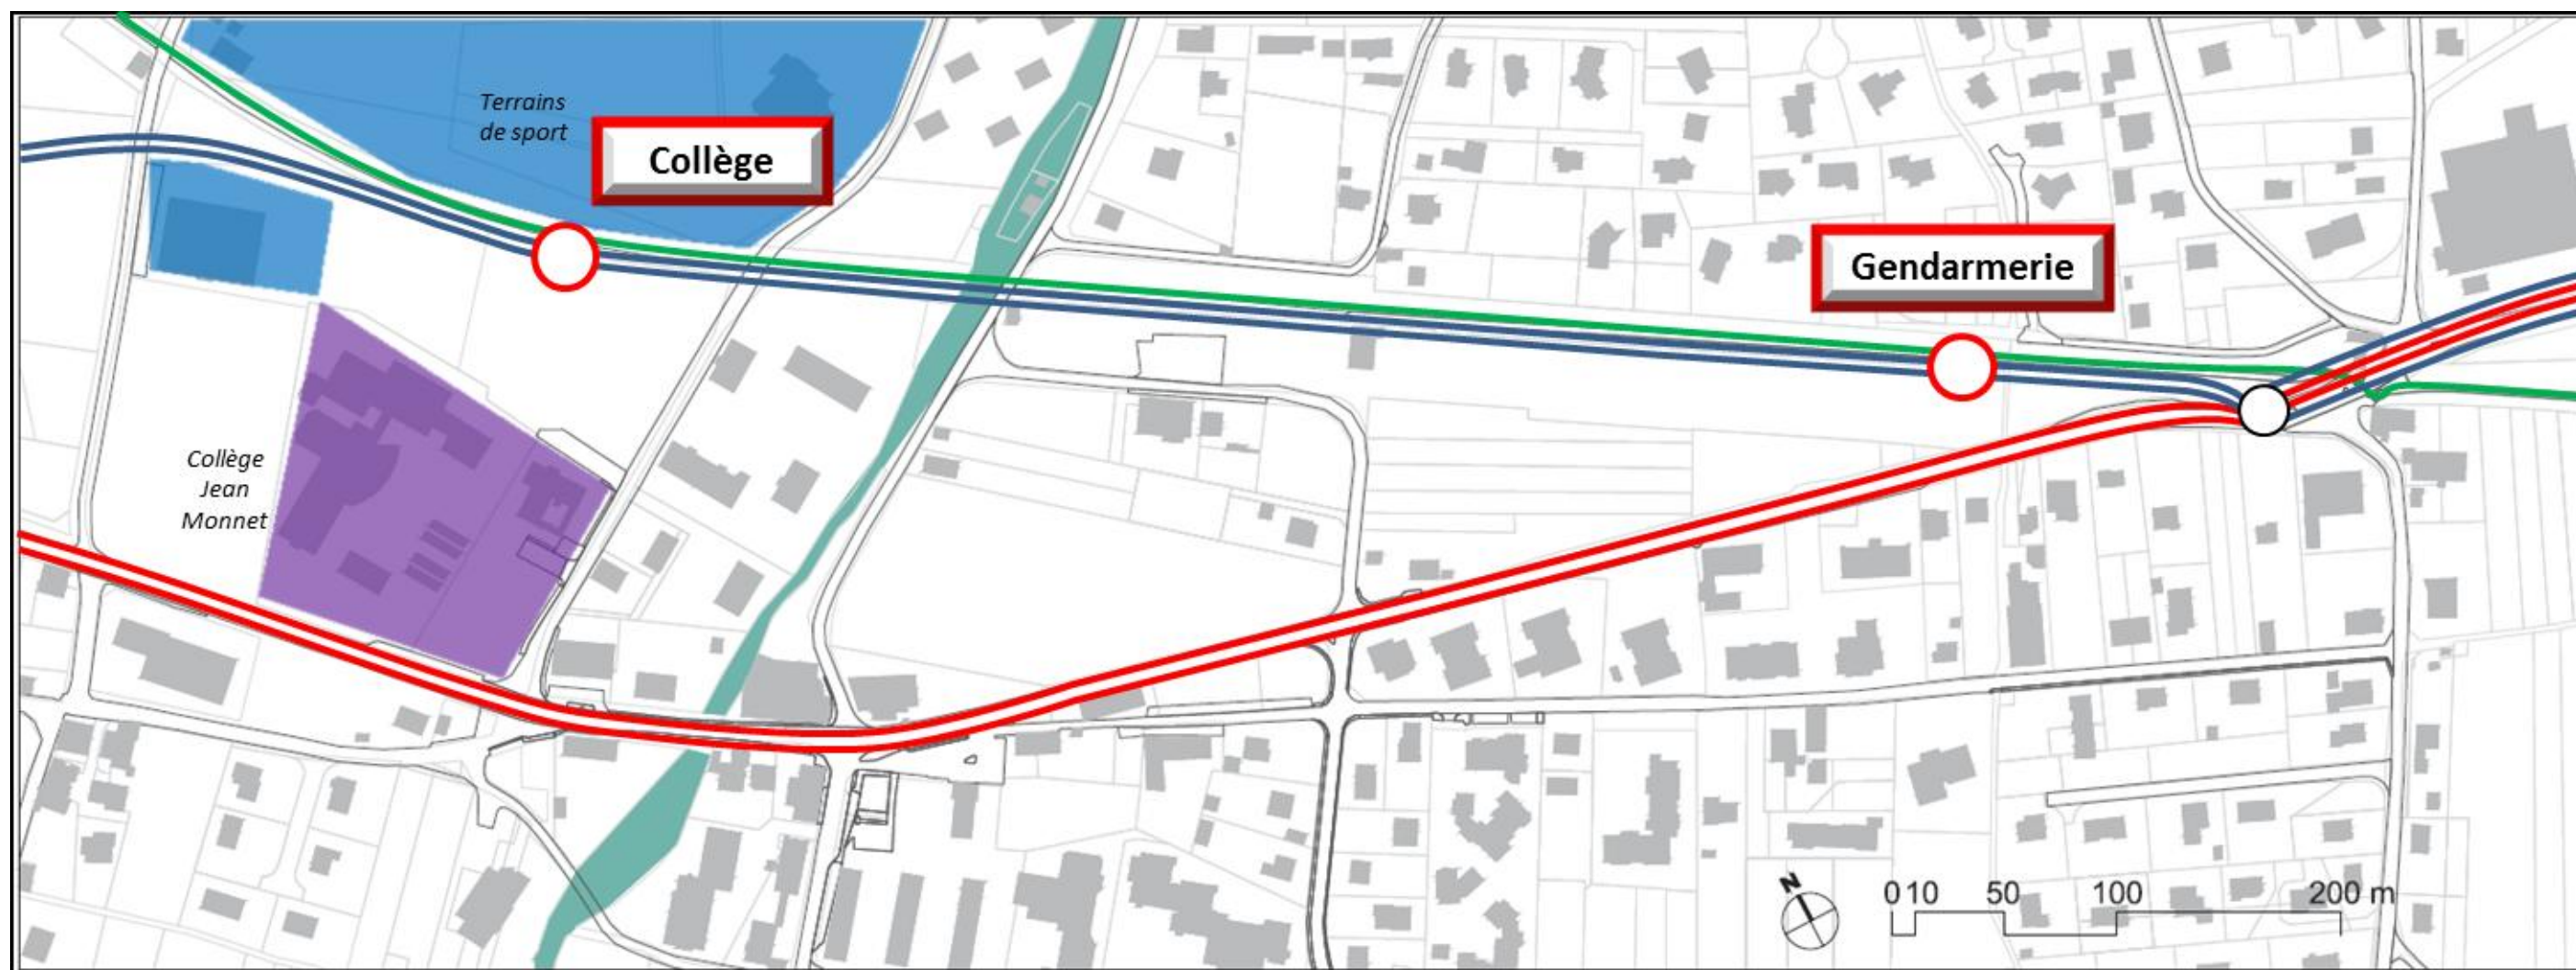 Terrains
de sport
Collège
Gendarmerie
Collège
Jean
Monnet
N
0 10 50 100 200 m